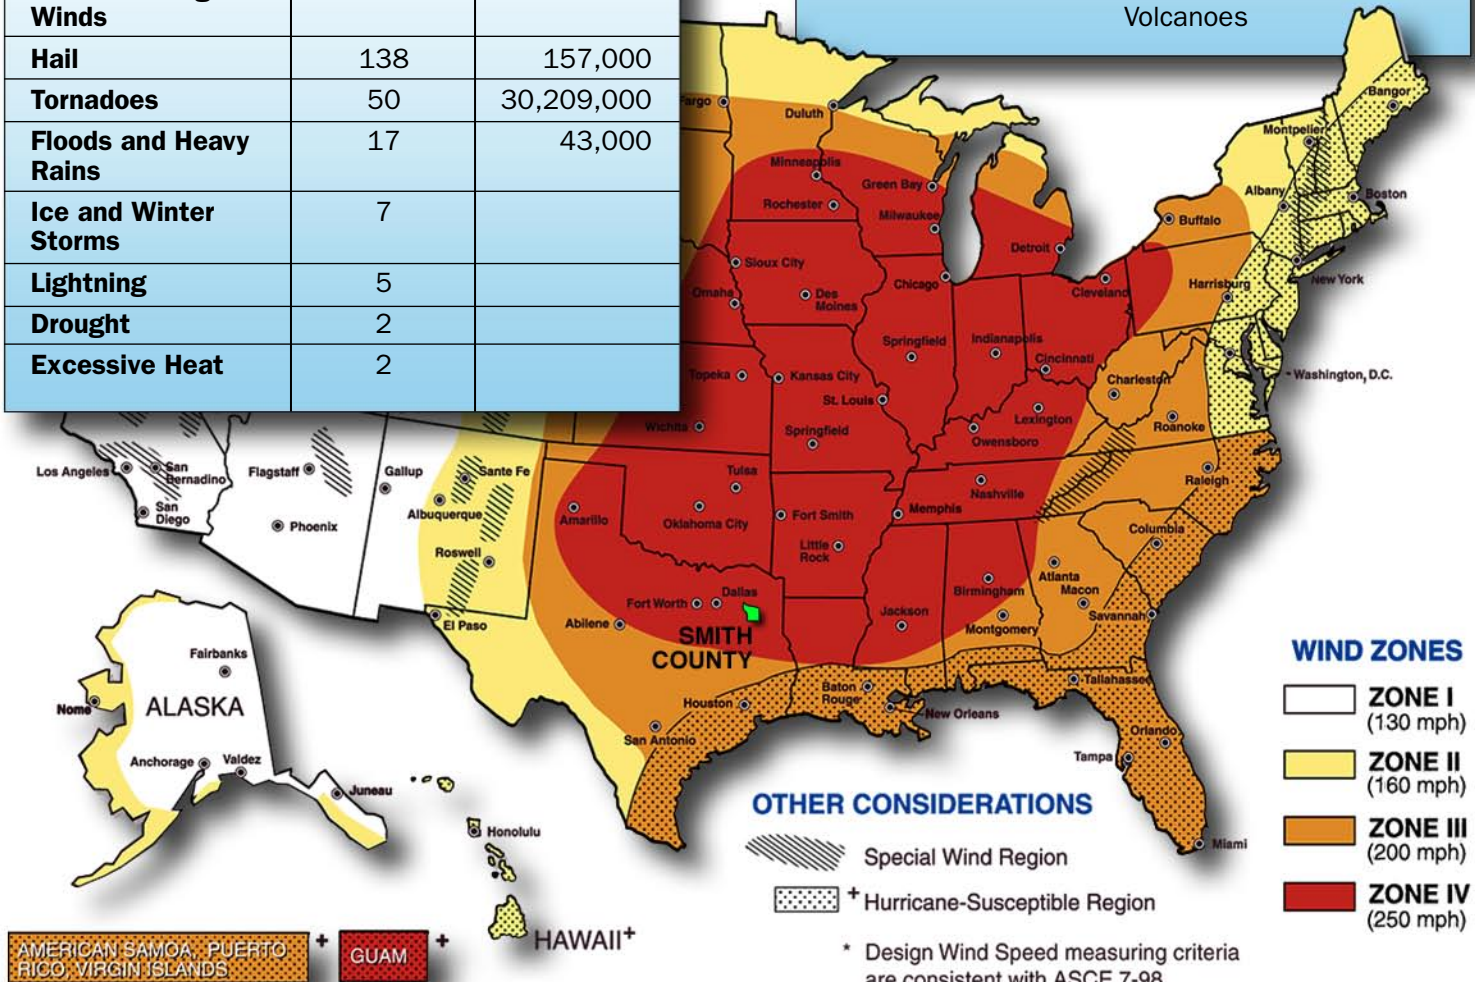 Winds
Hail 138 157,000
Tornadoes 50 30,209,000
Floods and Heavy 17 43,000
Rains
Ice and Winter 7
Storms
Lightning 5
Drought 2
Excessive Heat 2
Volcanoes
Fargo
Duluth
Minneapolis
Green Bay
Rochester
Milwaukee
Sioux City
Omaha
Des
Moines
Chicago
Detroit
Cleveland
Buffalo
Albany
Montpelier
Bangor
Boston
New York
Harrisburg
Washington, D.C.
Springfield
Indianapolis
Cincinnati
Charleston
Topeka
Kansas City
St. Louis
Lexington
Owensboro
Roanoke
Wichita
Springfield
Raleigh
Los Angeles
San
Bernadino
San
Diego
Flagstaff
Phoenix
Gallup
Sante Fe
Albuquerque
Roswell
El Paso
Amarillo
Tulsa
Oklahoma City
Fort Smith
Little
Rock
Memphis
Nashville
Columbia
Atlanta
Macon
Savannah
Birmingham
Montgomery
Jackson
Fort Worth
Dallas
Abilene
SMITH
COUNTY
Houston
San Antonio
Baton
Rouge
New Orleans
Tallahassee
Orlando
Tampa
Miami
Fairbanks
ALASKA
Nome
Anchorage
Valdez
Juneau
Honolulu
HAWAII+
AMERICAN SAMOA, PUERTO
RICO, VIRGIN ISLANDS
+
GUAM
+
OTHER CONSIDERATIONS
Special Wind Region
+ Hurricane-Susceptible Region
* Design Wind Speed measuring criteria
are consistent with ASCE 7-98
WIND ZONES
ZONE I
(130 mph)
ZONE II
(160 mph)
ZONE III
(200 mph)
ZONE IV
(250 mph)